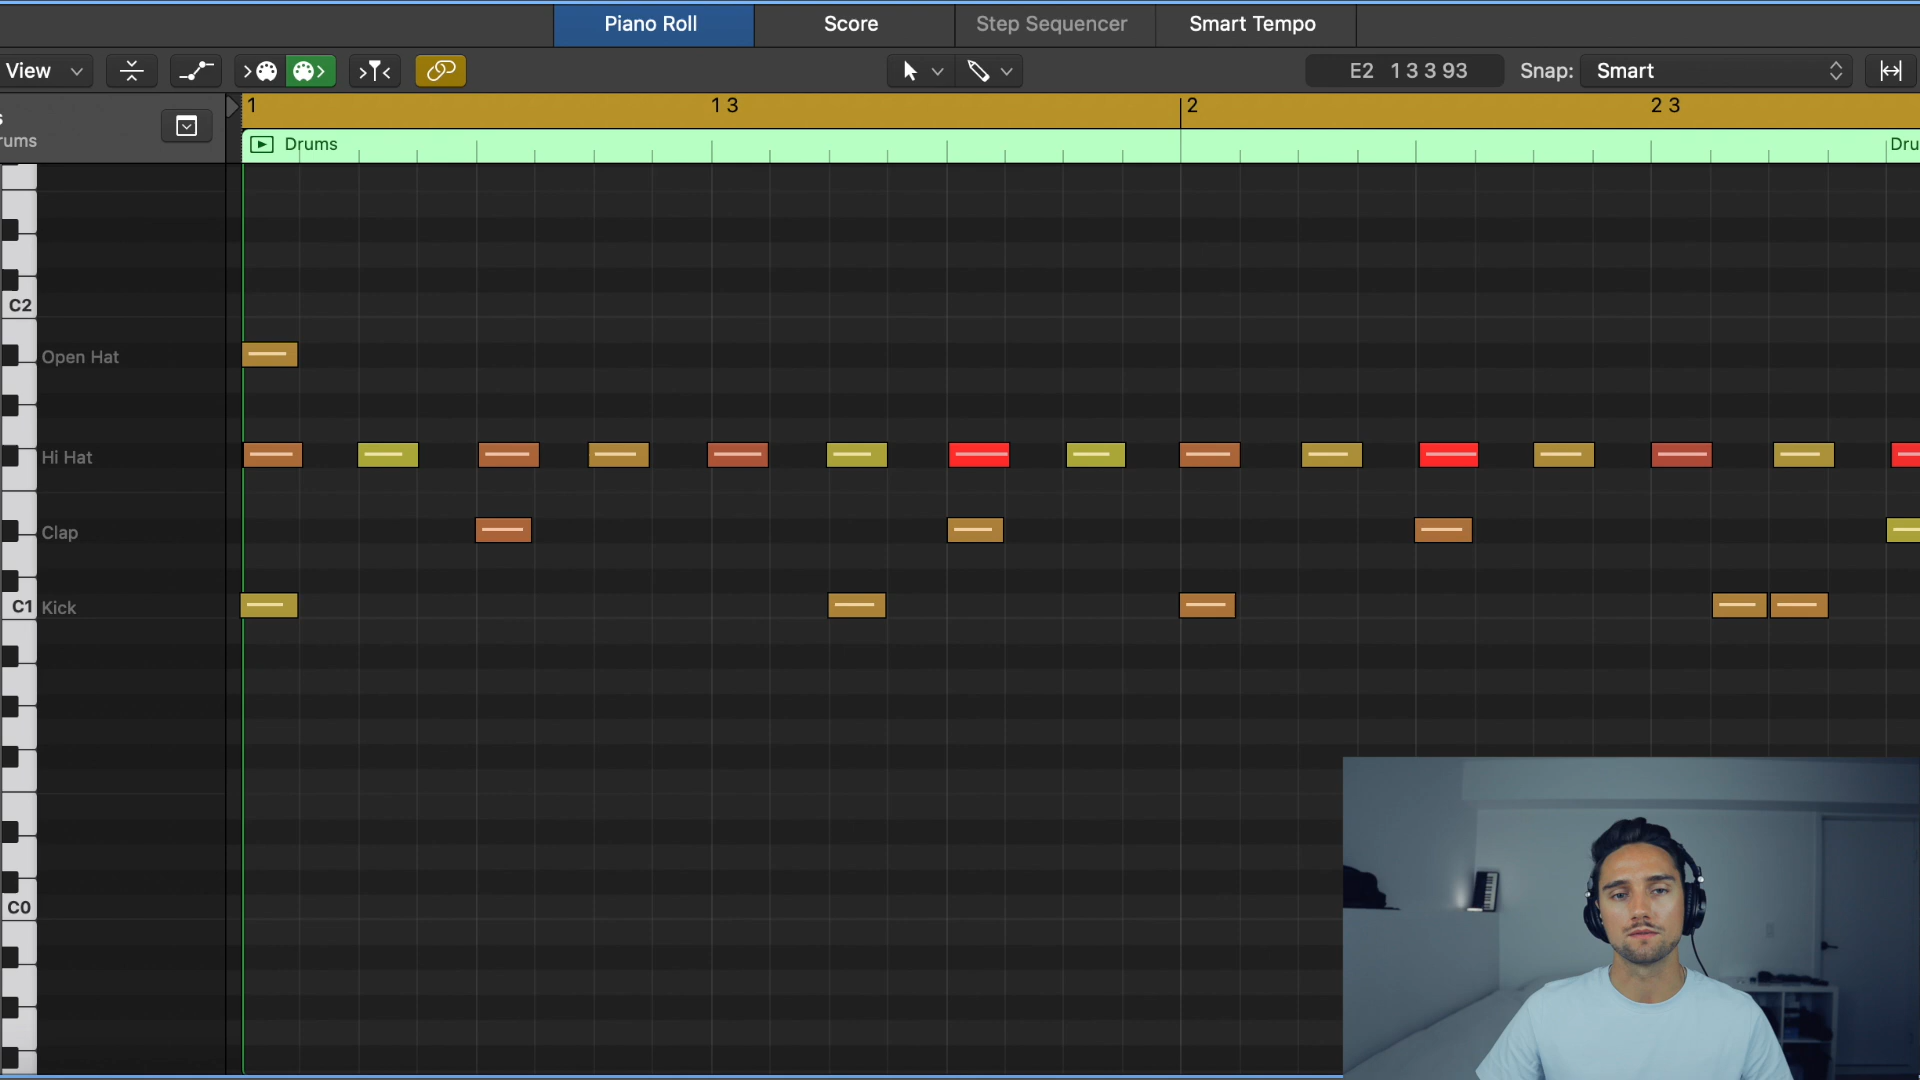 Piano Roll
Score
Step Sequencer
Smart Tempo
View
E2 1 3 3 93
Snap: Smart
1
1 3
2
2 3
s
rums
Drums
Dru
C2
Open Hat
Hi Hat
Clap
C1 Kick
C0